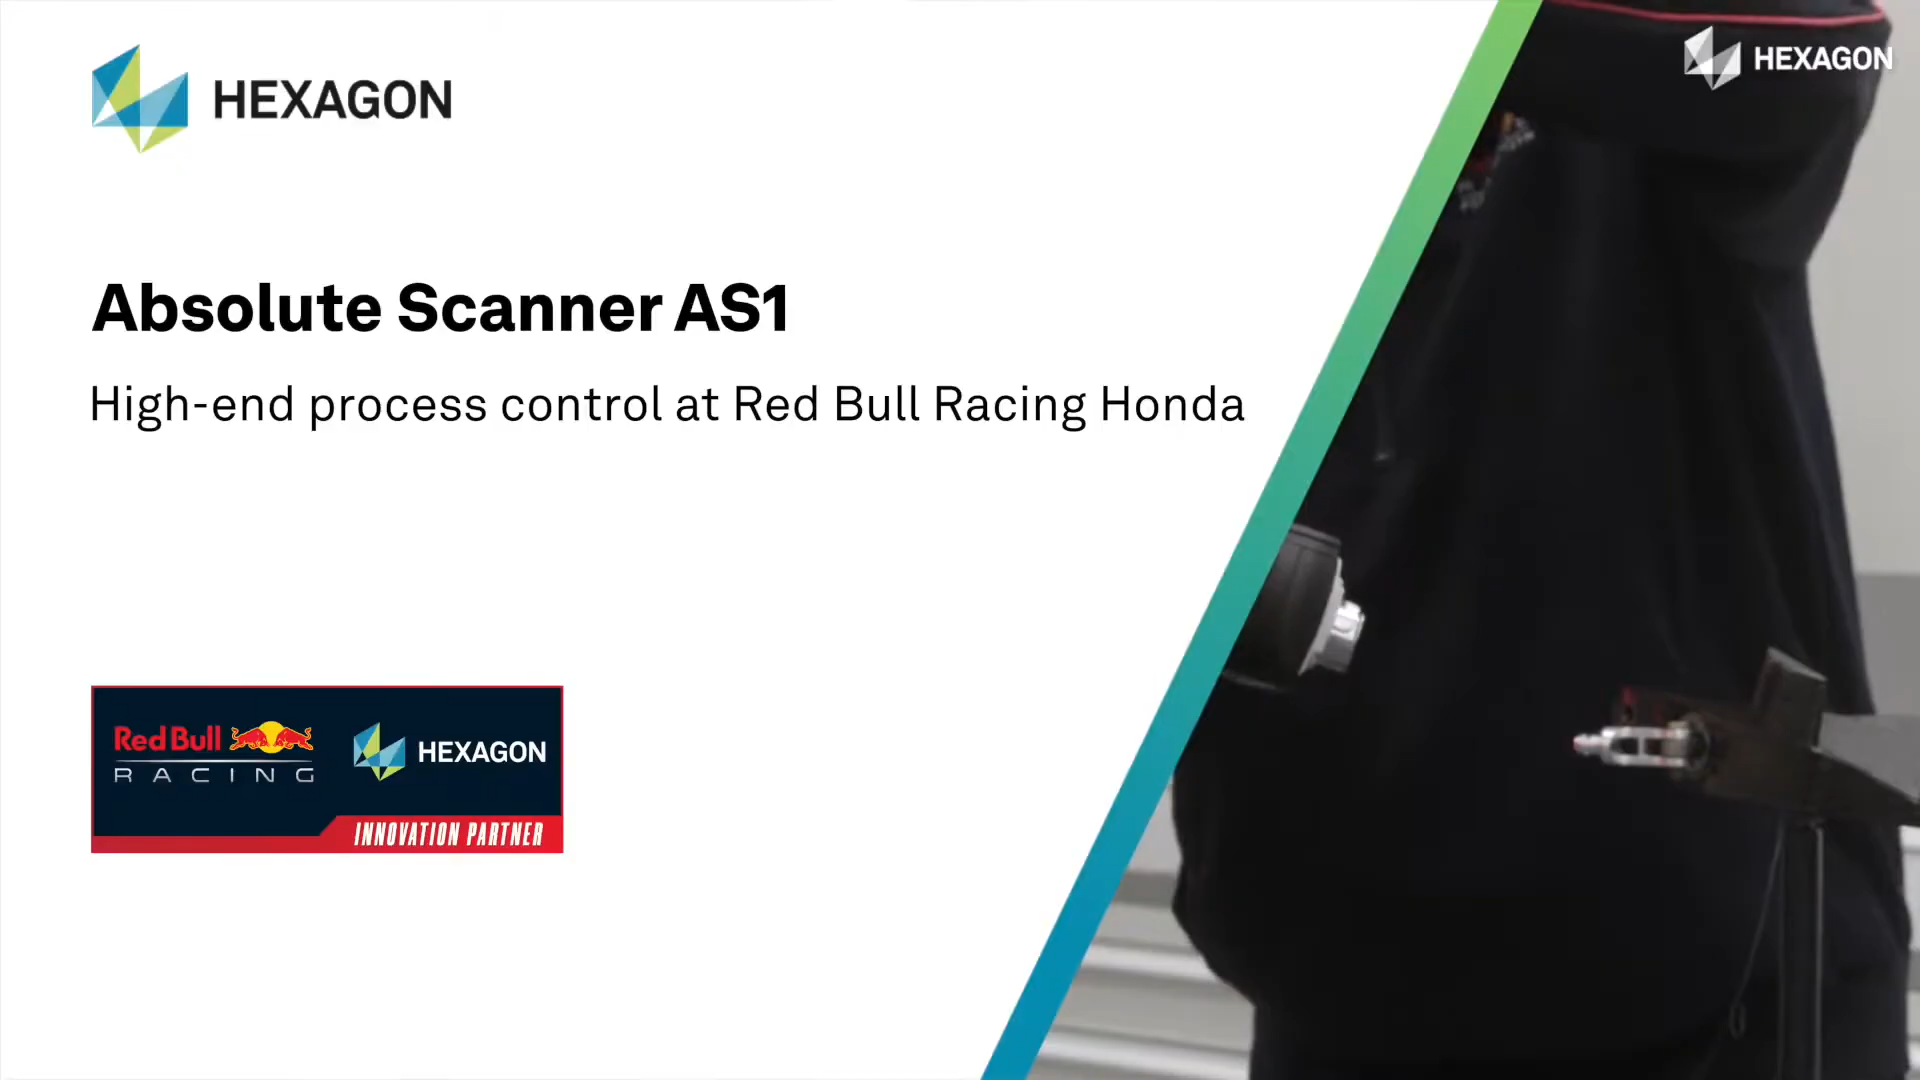 HEXAGON
HEXAGON
Absolute Scanner AS1
High-end process control at Red Bull Racing Honda
Red Bull
RACING
HEXAGON
INNOVATION PARTNER